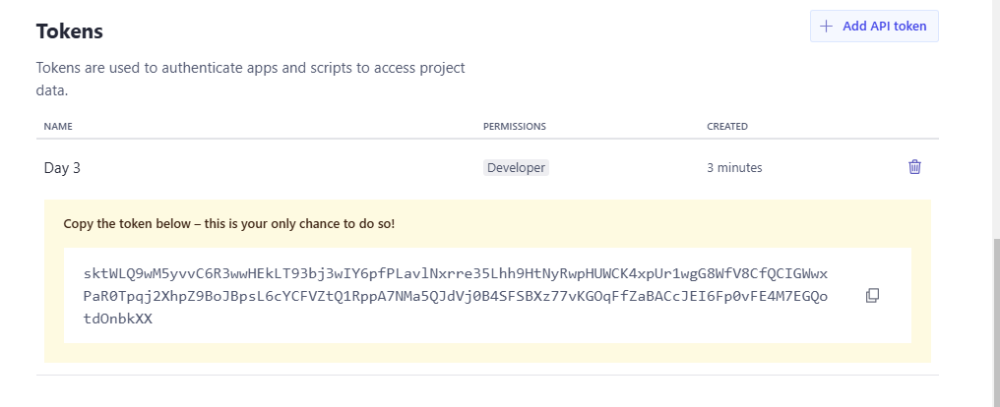 Tokens
Add API token
Tokens are used to authenticate apps and scripts to access project
data.
NAME PERMISSIONS CREATED
Day 3 Developer 3 minutes
Copy the token below – this is your only chance to do so!
sktWLQ9wM5yvvC6R3wwHEkLT93bj3wIY6pfPLavlNxrre35Lhh9HtNyRwpHUWCK4xpUr1wgG8WfV8CfQCIGWwx
PaR0Tpqj2XhpZ9BoJBpsL6cYCFVZtQ1RppA7NMa5QJdVj0B4SFSBXz77vKGOqFfZaBACcJEI6Fp0vFE4M7EGQo
tdOnbkXX